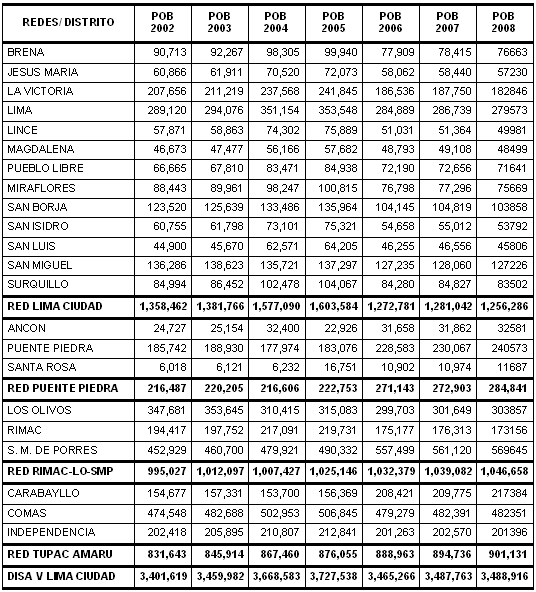 REDES/ DISTRITO POB 2002 POB 2003 POB 2004 POB 2005 POB 2006 POB 2007 POB 2008
BRENA 90,713 92,267 98,305 99,940 77,909 78,415 76663
JESUS MARIA 60,866 61,911 70,520 72,073 58,062 58,440 57230
LA VICTORIA 207,656 211,219 237,568 241,845 186,536 187,750 182846
LIMA 289,120 294,076 351,154 353,548 284,889 286,739 279573
LINCE 57,871 58,863 74,302 75,889 51,031 51,364 49981
MAGDALENA 46,673 47,477 56,166 57,682 48,793 49,108 48499
PUEBLO LIBRE 66,665 67,810 83,471 84,938 72,190 72,656 71641
MIRAFLORES 88,443 89,961 98,247 100,815 76,798 77,296 75669
SAN BORJA 123,520 125,639 133,486 135,964 104,145 104,819 103858
SAN ISIDRO 60,755 61,798 73,101 75,321 54,658 55,012 53792
SAN LUIS 44,900 45,670 62,571 64,205 46,255 46,556 45806
SAN MIGUEL 136,286 138,623 135,721 137,297 127,235 128,060 127226
SURQUILLO 84,994 86,452 102,478 104,067 84,280 84,827 83502
RED LIMA CIUDAD 1,358,462 1,381,766 1,577,090 1,603,584 1,272,781 1,281,042 1,256,286
ANCON 24,727 25,154 32,400 22,926 31,658 31,862 32581
PUENTE PIEDRA 185,742 188,930 177,974 183,076 228,583 230,067 240573
SANTA ROSA 6,018 6,121 6,232 16,751 10,902 10,974 11687
RED PUENTE PIEDRA 216,487 220,205 216,606 222,753 271,143 272,903 284,841
LOS OLIVOS 347,681 353,645 310,415 315,083 299,703 301,649 303857
RIMAC 194,417 197,752 217,091 219,731 175,177 176,313 173156
S. M. DE PORRES 452,929 460,700 479,921 490,332 557,499 561,120 569645
RED RIMAC-LO-SMP 995,027 1,012,097 1,007,427 1,025,146 1,032,379 1,039,082 1,046,658
CARABAYLLO 154,677 157,331 153,700 156,369 208,421 209,775 217384
COMAS 474,548 482,688 502,953 506,845 479,279 482,391 482351
INDEPENDENCIA 202,418 205,895 210,807 212,841 201,263 202,570 201396
RED TUPAC AMARU 831,643 845,914 867,460 876,055 888,963 894,736 901,131
DISA V LIMA CIUDAD 3,401,619 3,459,982 3,668,583 3,727,538 3,465,266 3,487,763 3,488,916